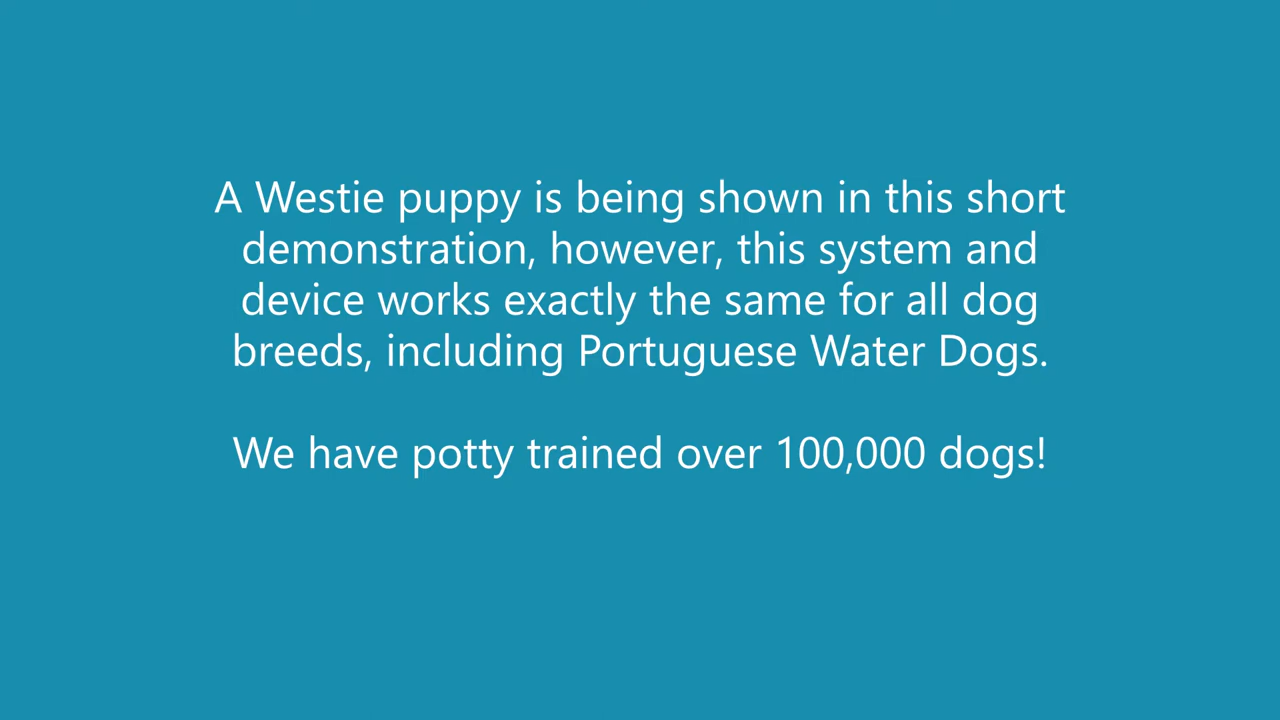 A Westie puppy is being shown in this short
demonstration, however, this system and
device works exactly the same for all dog
breeds, including Portuguese Water Dogs.
We have potty trained over 100,000 dogs!